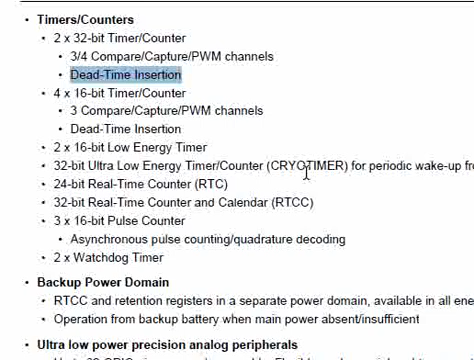 • Timers/Counters
• 2 x 32-bit Timer/Counter
• 3/4 Compare/Capture/PWM channels
• Dead-Time Insertion
• 4 x 16-bit Timer/Counter
• 3 Compare/Capture/PWM channels
• Dead-Time Insertion
• 2 x 16-bit Low Energy Timer
• 32-bit Ultra Low Energy Timer/Counter (CRYOTIMER) for periodic wake-up
• 24-bit Real-Time Counter (RTC)
• 32-bit Real-Time Counter and Calendar (RTCC)
• 3 x 16-bit Pulse Counter
• Asynchronous pulse counting/quadrature decoding
• 2 x Watchdog Timer
• Backup Power Domain
• RTCC and retention registers in a separate power domain, available in all ene
• Operation from backup battery when main power absent/insufficient
• Ultra low power precision analog peripherals